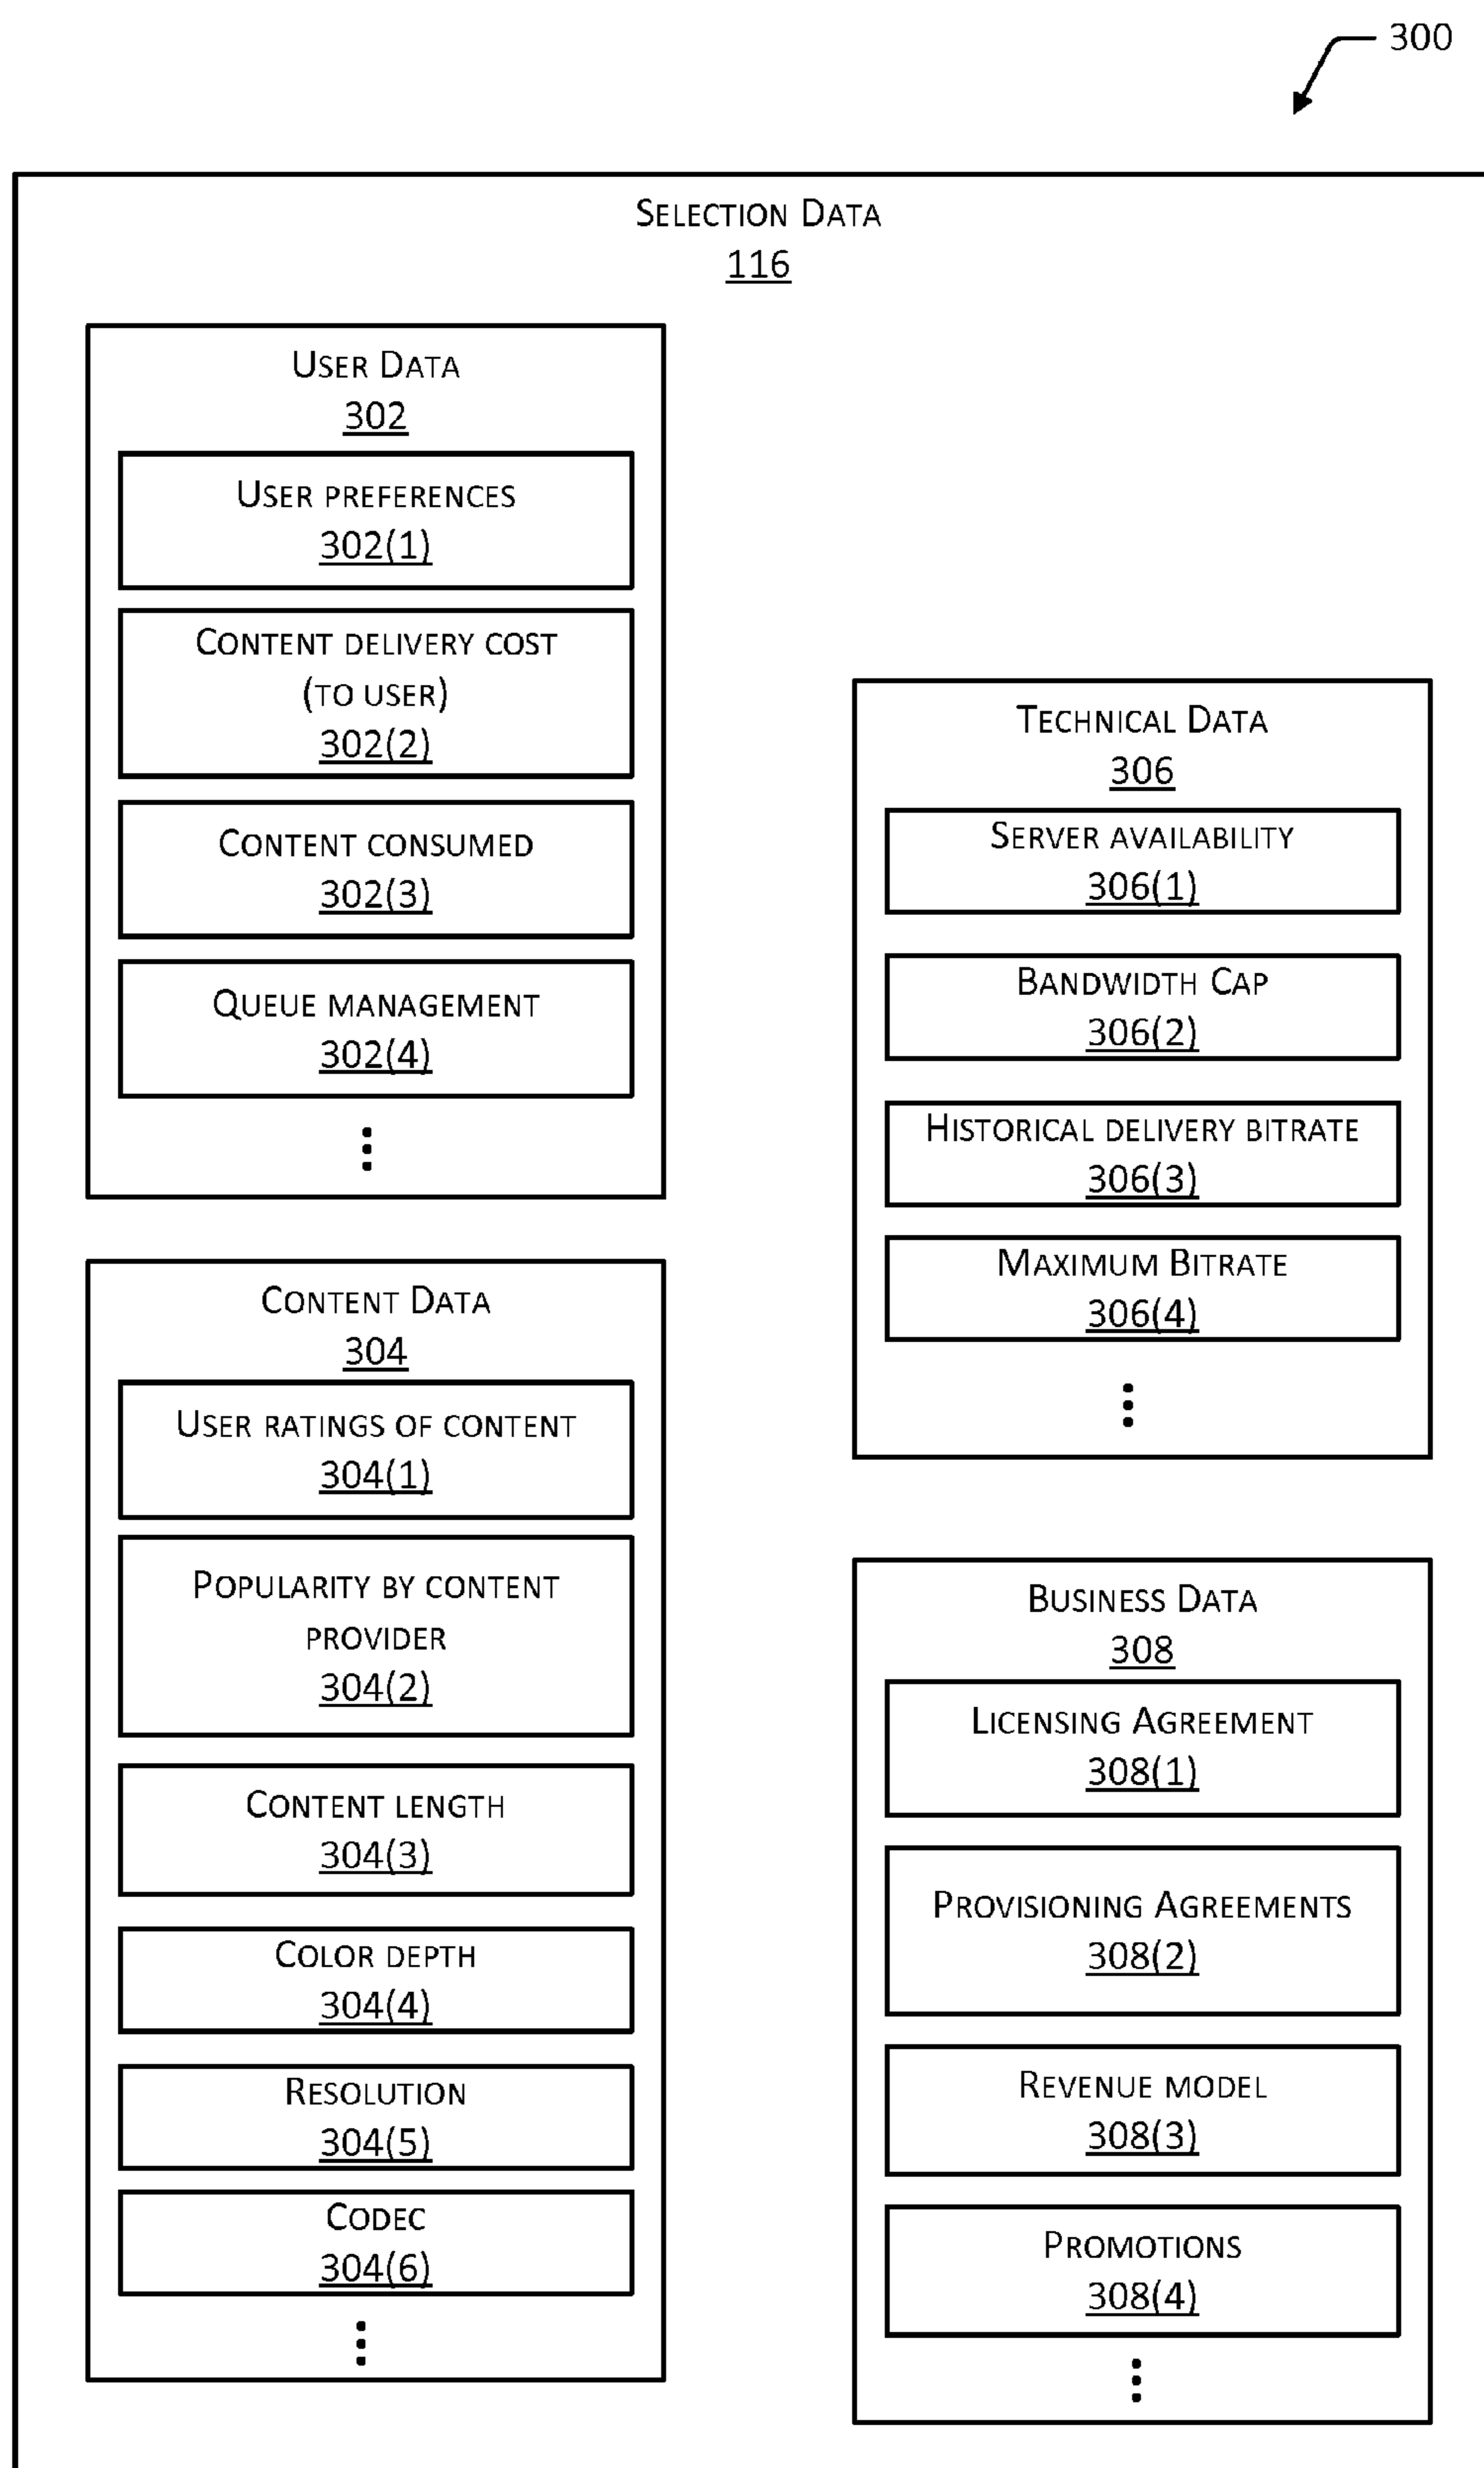 300
Selection Data
116
User Data
302
User preferences
302(1)
Content delivery cost
(to user)
302(2)
Content consumed
302(3)
Queue management
302(4)
Content Data
304
User ratings of content
304(1)
Popularity by content
provider
304(2)
Content length
304(3)
Color depth
304(4)
Resolution
304(5)
Codec
304(6)
Technical Data
306
Server availability
306(1)
Bandwidth Cap
306(2)
Historical delivery bitrate
306(3)
Maximum Bitrate
306(4)
Business Data
308
Licensing Agreement
308(1)
Provisioning Agreements
308(2)
Revenue model
308(3)
Promotions
308(4)